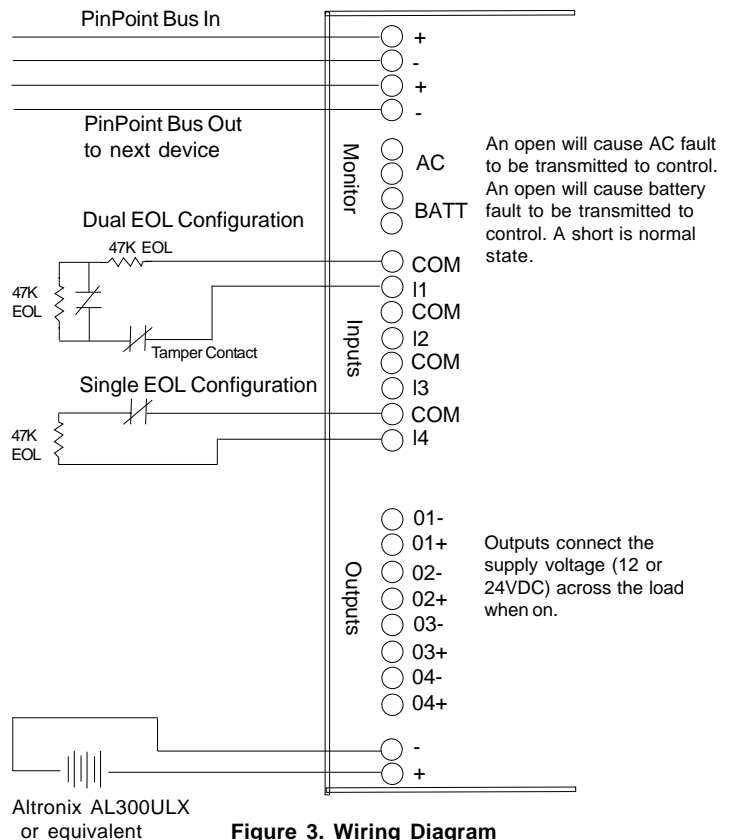 PinPoint Bus In
+
-
+
-
PinPoint Bus Out
to next device
Monitor
AC
BATT
An open will cause AC fault
to be transmitted to control.
An open will cause battery
fault to be transmitted to
control. A short is normal
state.
Dual EOL Configuration
47K EOL
47K
EOL
Tamper Contact
Single EOL Configuration
47K
EOL
Inputs
COM
I1
COM
I2
COM
I3
COM
I4
Outputs
01-
01+
02-
02+
03-
03+
04-
04+
Outputs connect the
supply voltage (12 or
24VDC) across the load
when on.
-
+
Altronix AL300ULX
or equivalent
Figure 3. Wiring Diagram